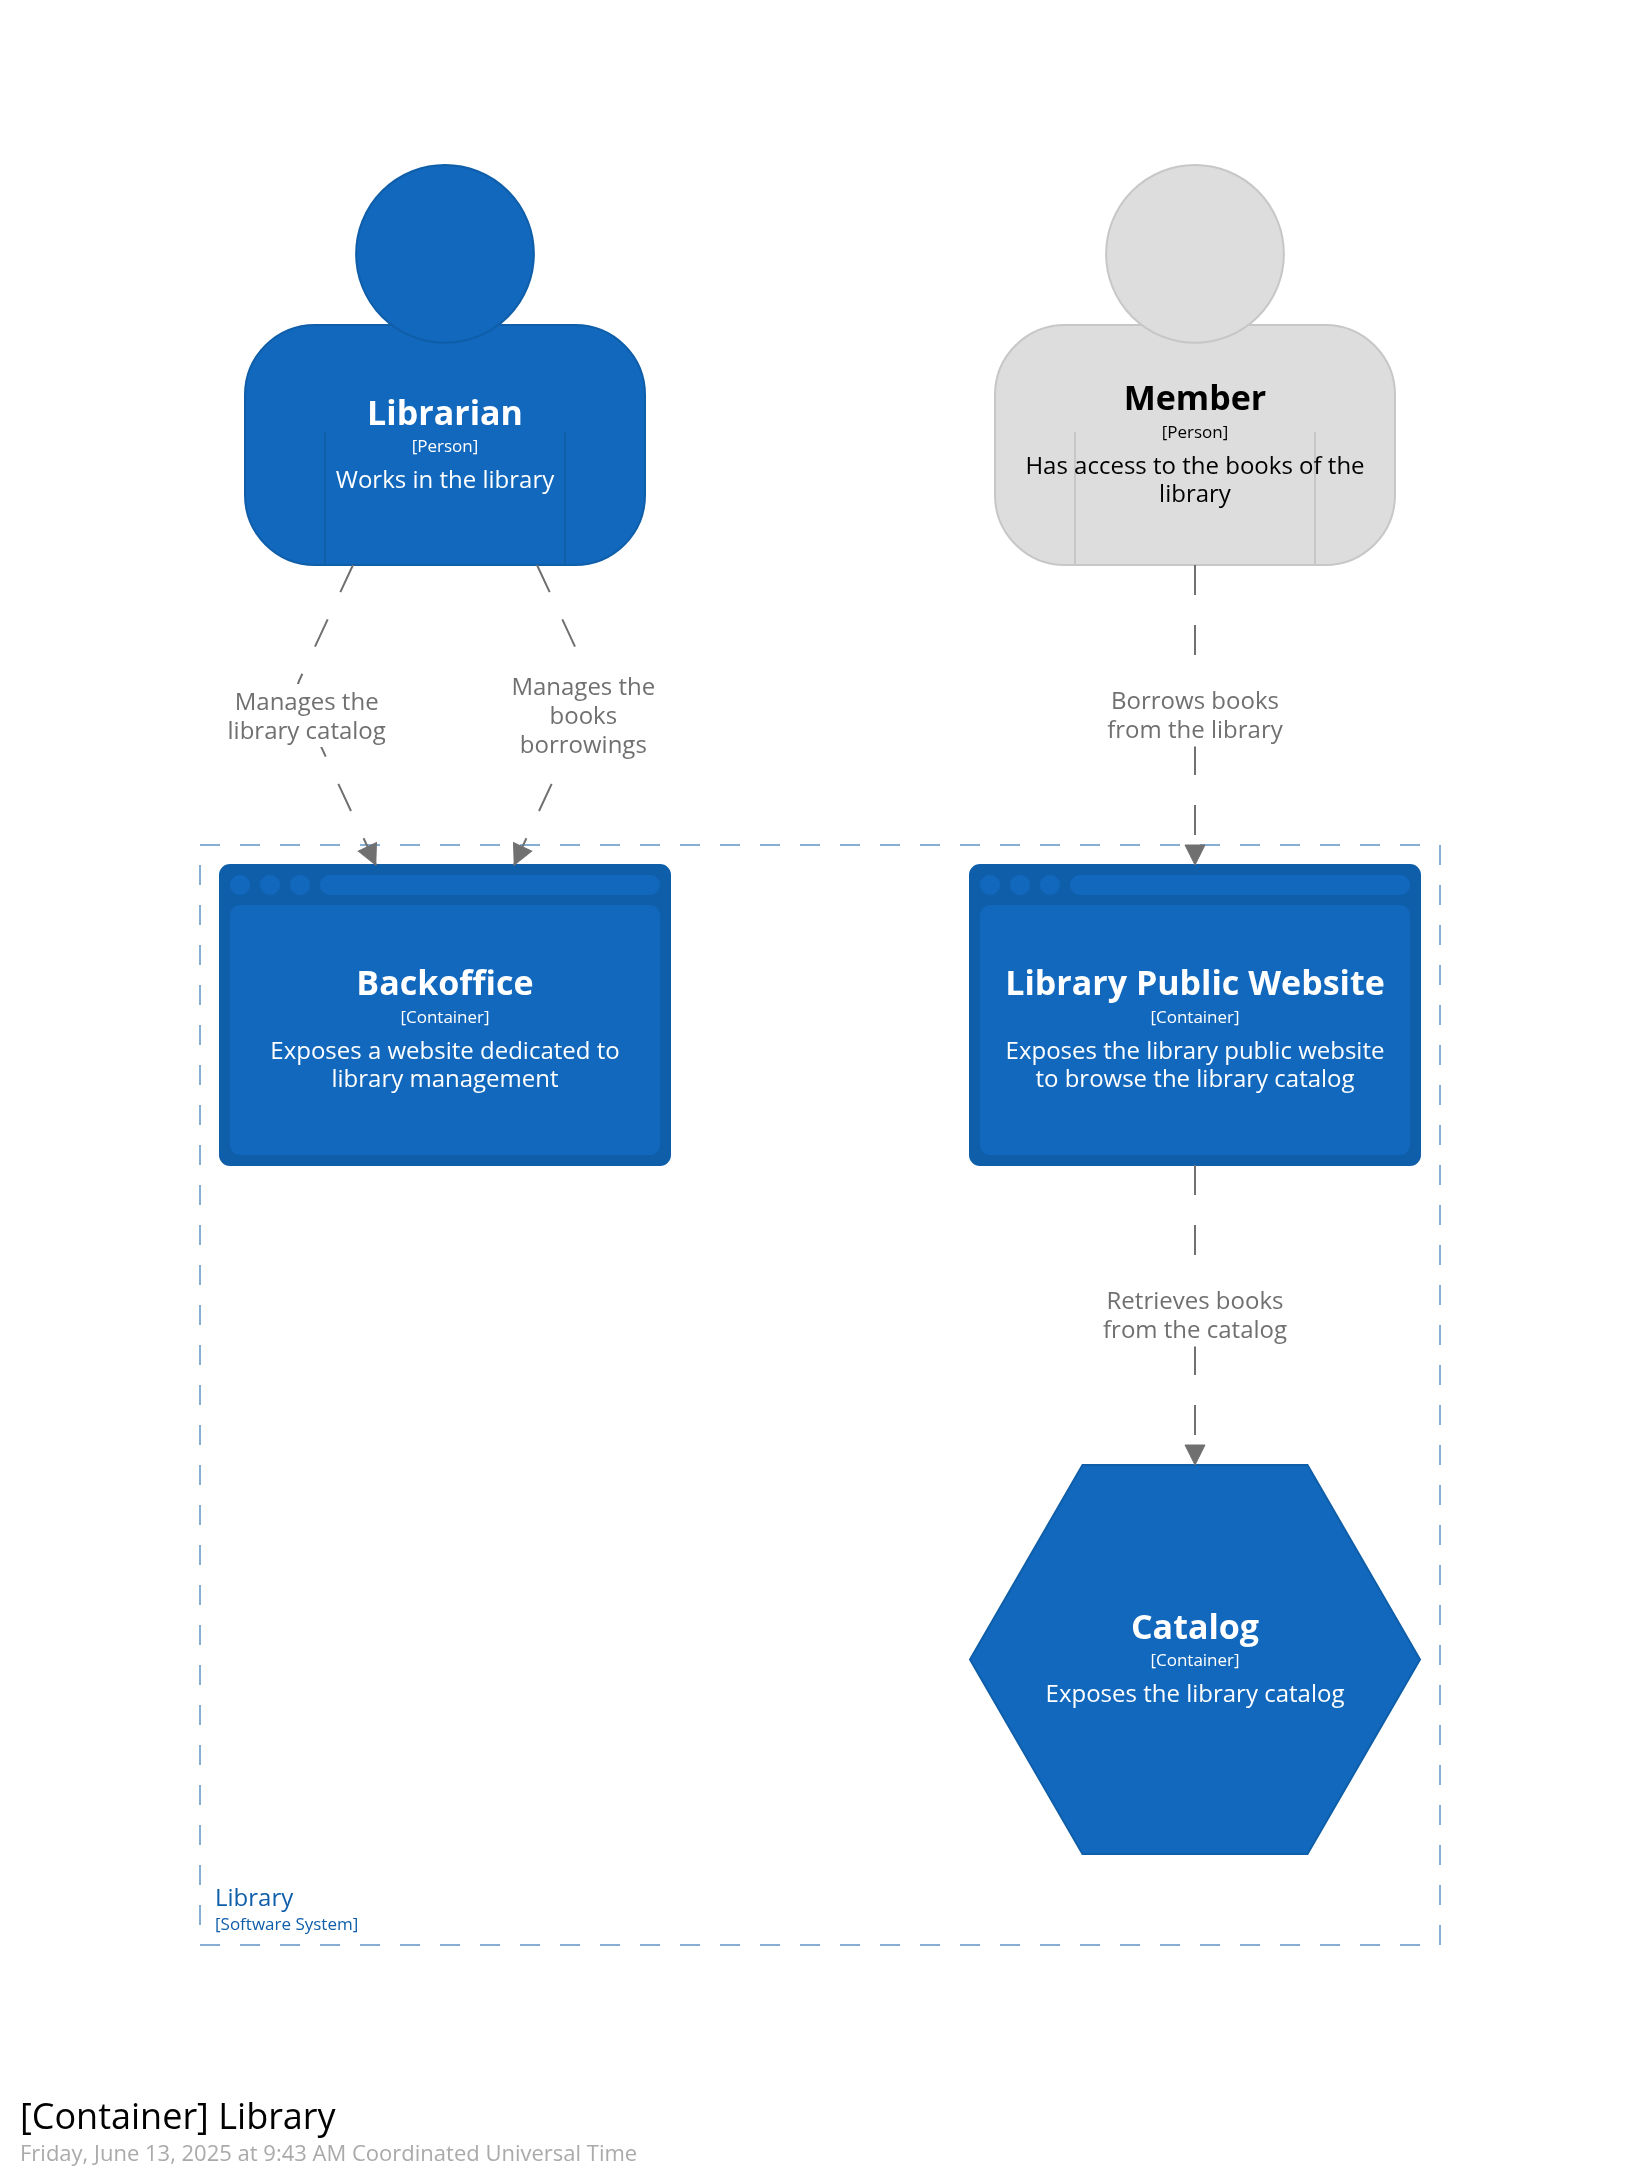 Librarian
[Person]
Works in the library
Member
[Person]
Has access to the books of the
library
Manages the
library catalog
Manages the
books
borrowings
Borrows books
from the library
Backoffice
[Container]
Exposes a website dedicated to
library management
Library Public Website
[Container]
Exposes the library public website
to browse the library catalog
Retrieves books
from the catalog
Catalog
[Container]
Exposes the library catalog
Library
[Software System]
[Container] Library
Friday, June 13, 2025 at 9:43 AM Coordinated Universal Time